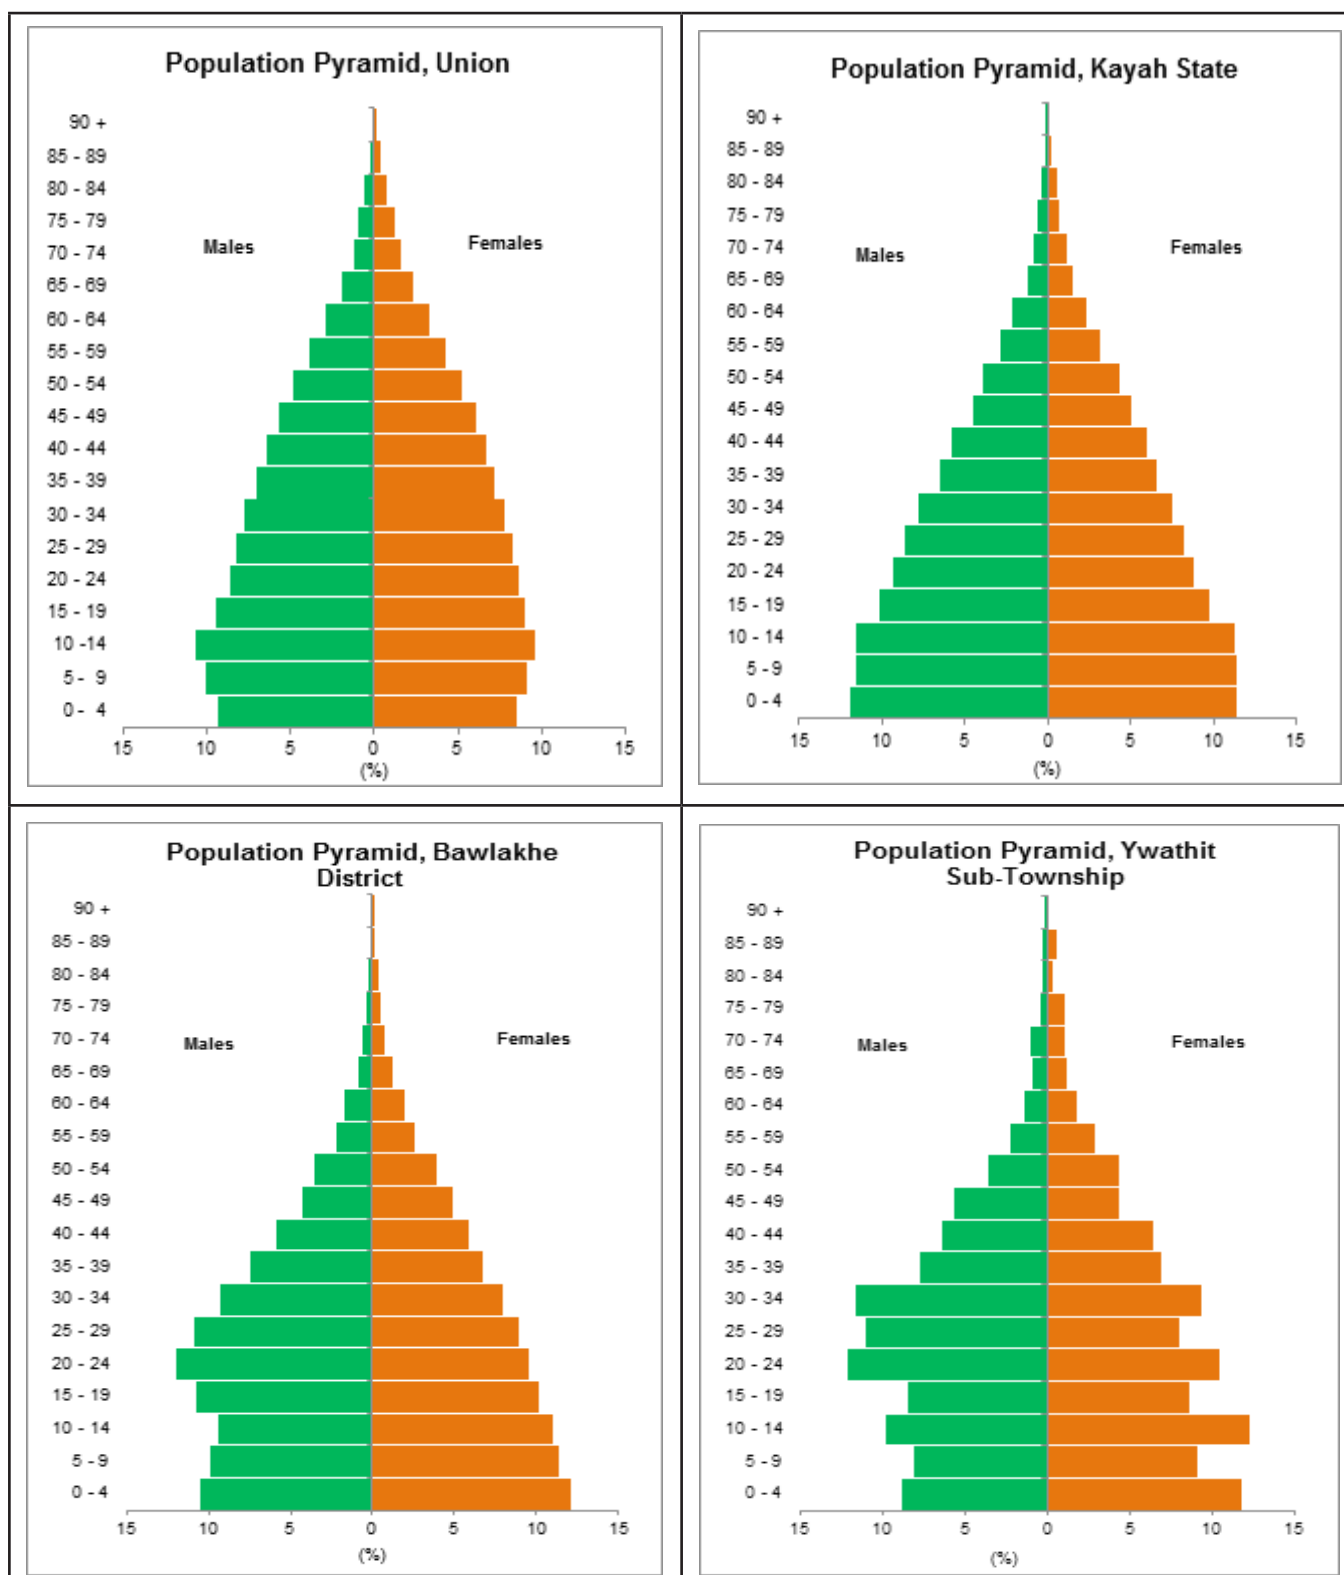 Population Pyramid, Union
90 +
85 - 89
80 - 84
75 - 79
70 - 74
65 - 69
60 - 64
55 - 59
50 - 54
45 - 49
40 - 44
35 - 39
30 - 34
25 - 29
20 - 24
15 - 19
10 -14
5 - 9
0 - 4
Males
Females
15 10 5 0 5 10 15
(%)
Population Pyramid, Kayah State
90 +
85 - 89
80 - 84
75 - 79
70 - 74
65 - 69
60 - 64
55 - 59
50 - 54
45 - 49
40 - 44
35 - 39
30 - 34
25 - 29
20 - 24
15 - 19
10 - 14
5 - 9
0 - 4
Males
Females
15 10 5 0 5 10 15
(%)
Population Pyramid, Bawlakhe
District
90 +
85 - 89
80 - 84
75 - 79
70 - 74
65 - 69
60 - 64
55 - 59
50 - 54
45 - 49
40 - 44
35 - 39
30 - 34
25 - 29
20 - 24
15 - 19
10 - 14
5 - 9
0 - 4
Males
Females
15 10 5 0 5 10 15
(%)
Population Pyramid, Ywathit
Sub-Township
90 +
85 - 89
80 - 84
75 - 79
70 - 74
65 - 69
60 - 64
55 - 59
50 - 54
45 - 49
40 - 44
35 - 39
30 - 34
25 - 29
20 - 24
15 - 19
10 - 14
5 - 9
0 - 4
Males
Females
15 10 5 0 5 10 15
(%)